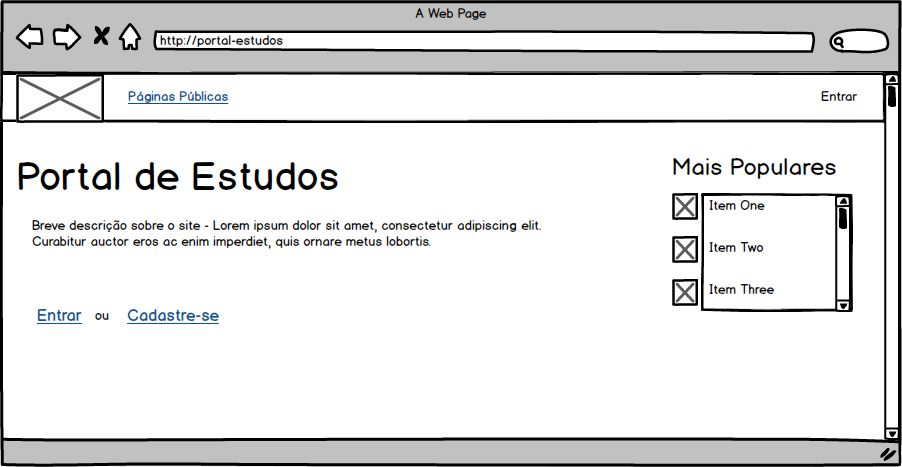 A Web Page
http://portal-estudos
Páginas Públicas
Entrar
Portal de Estudos
Breve descrição sobre o site - Lorem ipsum dolor sit amet, consectetur adipiscing elit.
Curabitur auctor eros ac enim imperdiet, quis ornare metus lobortis.
Entrar ou Cadastre-se
Mais Populares
Item One
Item Two
Item Three